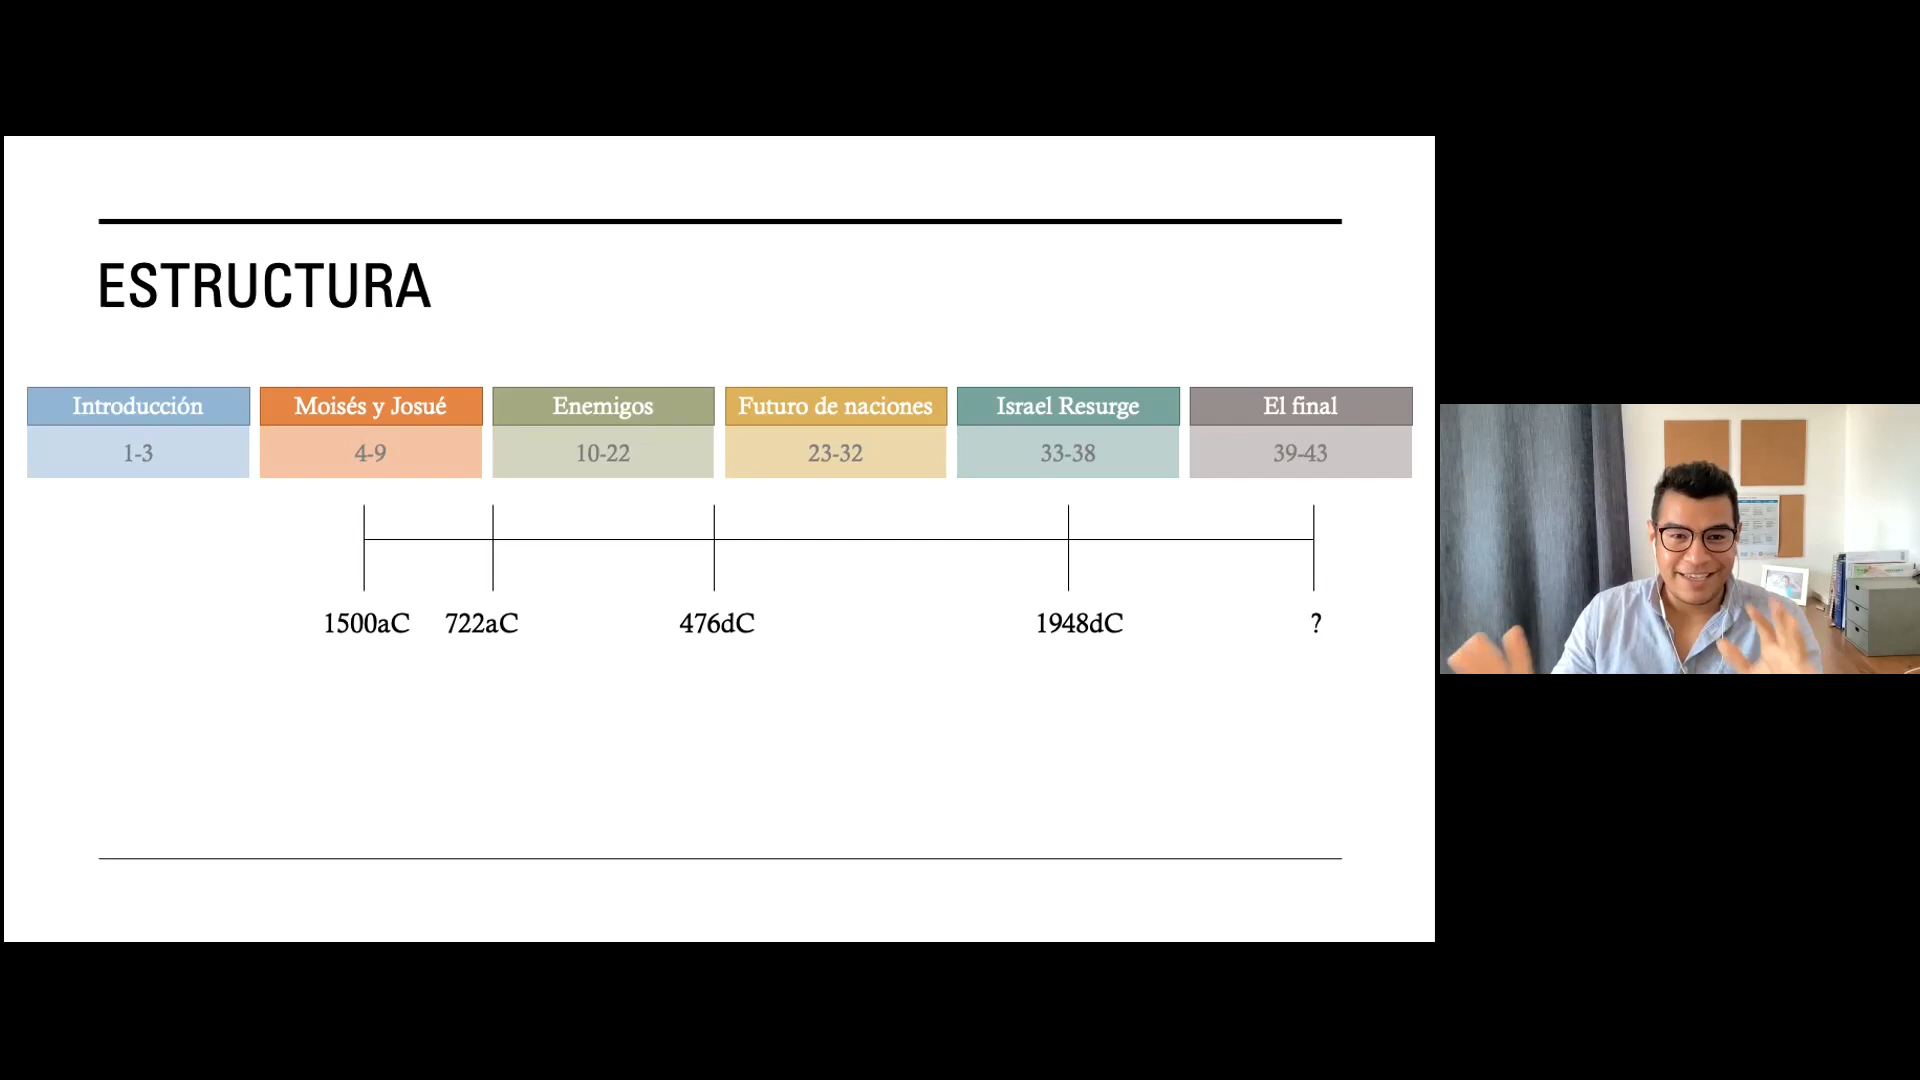 ESTRUCTURA
Introducción
1-3
Moisés y Josué
4-9
Enemigos
10-22
Futuro de naciones
23-32
Israel Resurge
33-38
El final
39-43
1500aC 722aC 476dC 1948dC ?